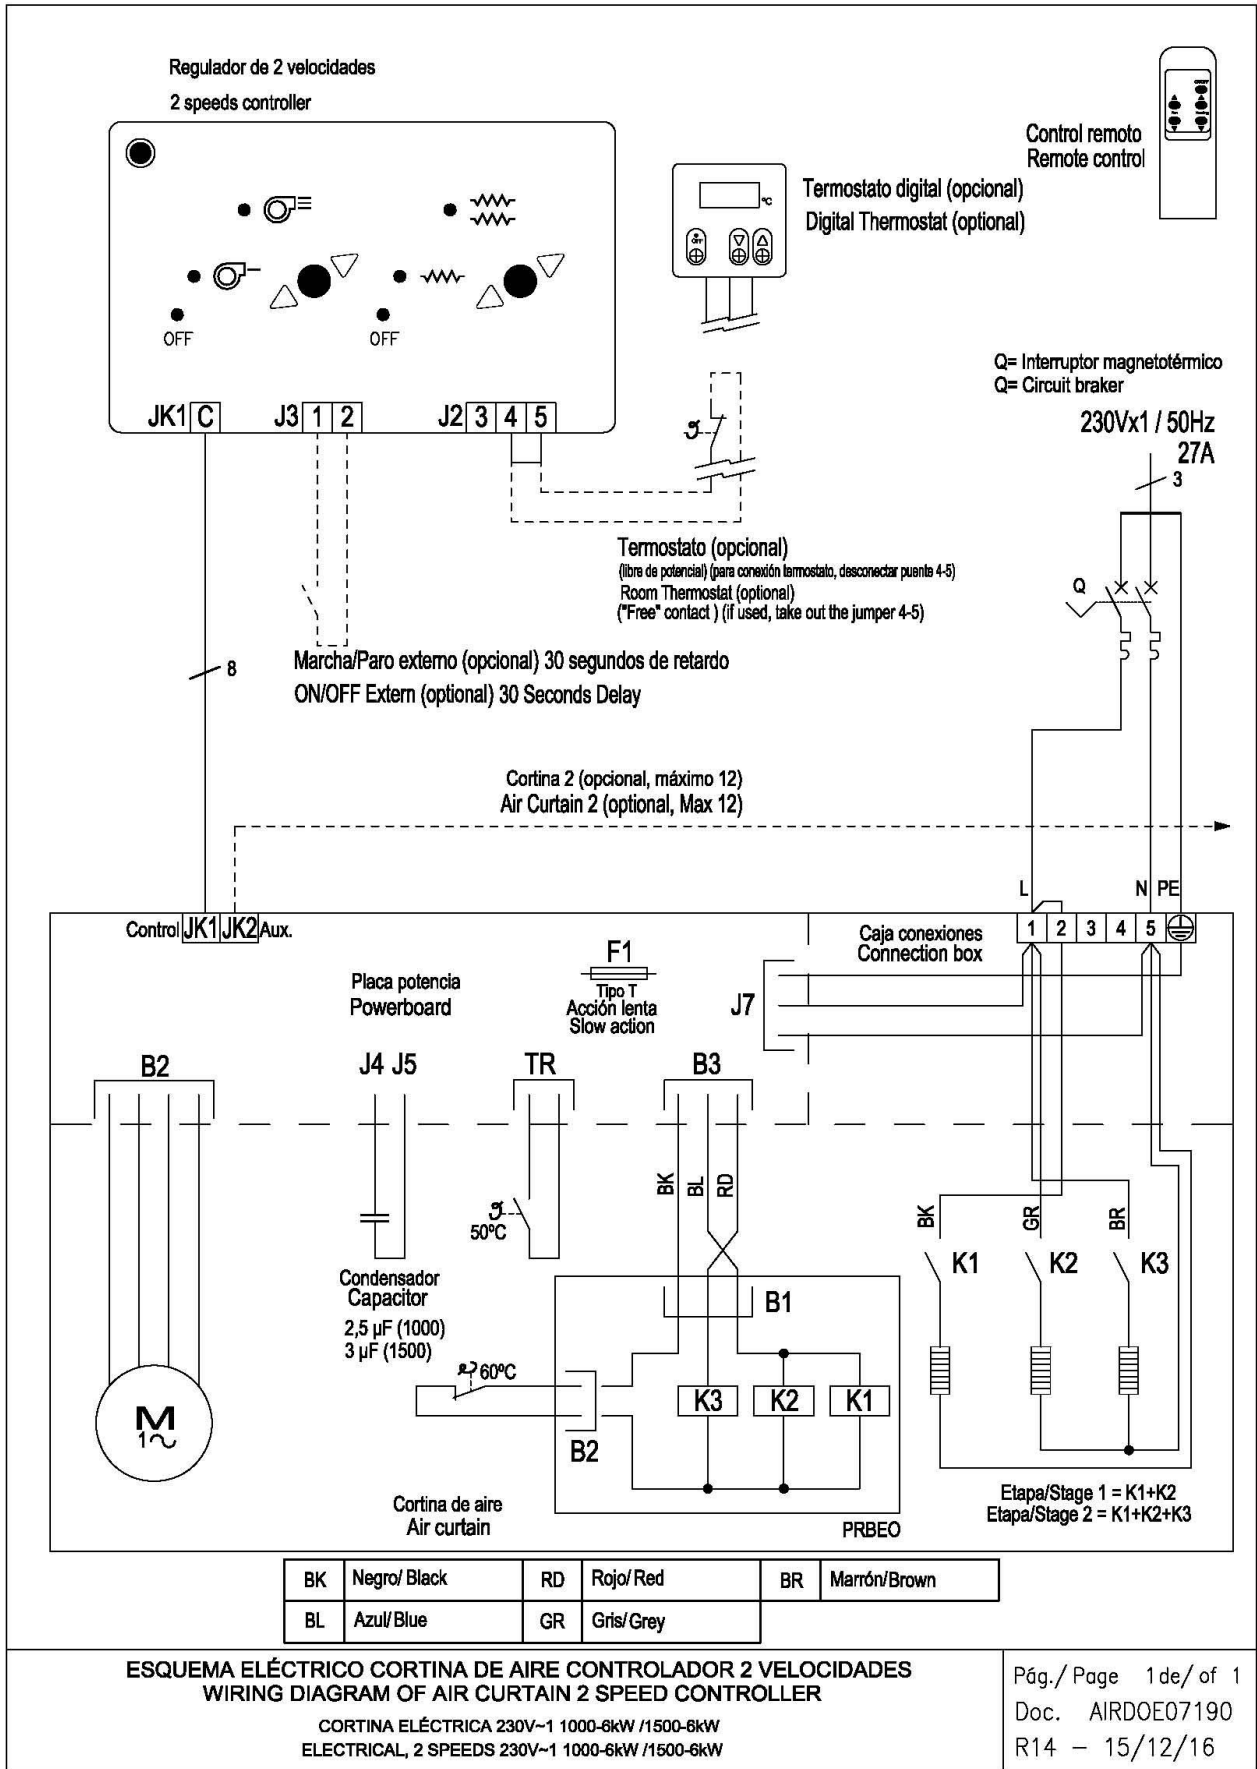 Regulador de 2 velocidades
2 speeds controller
Control remoto
Remote control
Termostato digital (opcional)
Digital Thermostat (optional)
°C
OFF
OFF
OFF
JK1 C
J3 1 2
J2 3 4 5
Q= Interruptor magnetotérmico
Q= Circuit braker
230Vx1 / 50Hz
27A
3
Q
Termostato (opcional)
(libre de potencial) (para conexión termostato, desconectar puente 4-5)
Room Thermostat (optional)
("Free" contact ) (if used, take out the jumper 4-5)
8
Marcha/Paro externo (opcional) 30 segundos de retardo
ON/OFF Extern (optional) 30 Seconds Delay
Cortina 2 (opcional, máximo 12)
Air Curtain 2 (optional, Max 12)
L N PE
Control JK1 JK2 Aux.
Caja conexiones
Connection box
1 2 3 4 5
F1
Tipo T
Acción lenta
Slow action
Placa potencia
Powerboard
J7
B2
J4 J5
TR
B3
BK BL RD
BK GR BR
50ºC
K1 K2 K3
Condensador
Capacitor
2,5 µF (1000)
3 µF (1500)
B1
60ºC
K3 K2 K1
B2
M
1~
Cortina de aire
Air curtain
PRBEO
Etapa/Stage 1 = K1+K2
Etapa/Stage 2 = K1+K2+K3
BK Negro/ Black RD Rojo/ Red BR Marrón/Brown
BL Azul/ Blue GR Gris/ Grey
ESQUEMA ELÉCTRICO CORTINA DE AIRE CONTROLADOR 2 VELOCIDADES
WIRING DIAGRAM OF AIR CURTAIN 2 SPEED CONTROLLER
CORTINA ELÉCTRICA 230V~1 1000-6kW /1500-6kW
ELECTRICAL, 2 SPEEDS 230V~1 1000-6kW /1500-6kW
Pág./ Page 1 de/ of 1
Doc. AIRDOE07190
R14 – 15/12/16